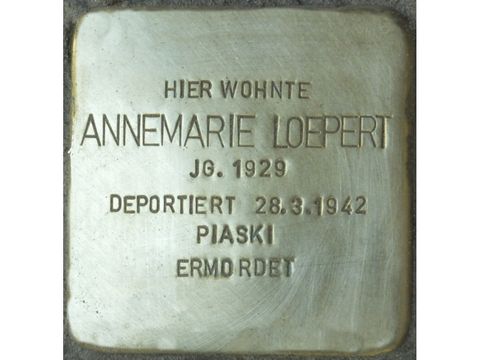 HIER WOHNTE
ANNEMARIE LOEPERT
JG. 1929
DEPORTIERT 28.3.1942
PIASKI
ERMORDET